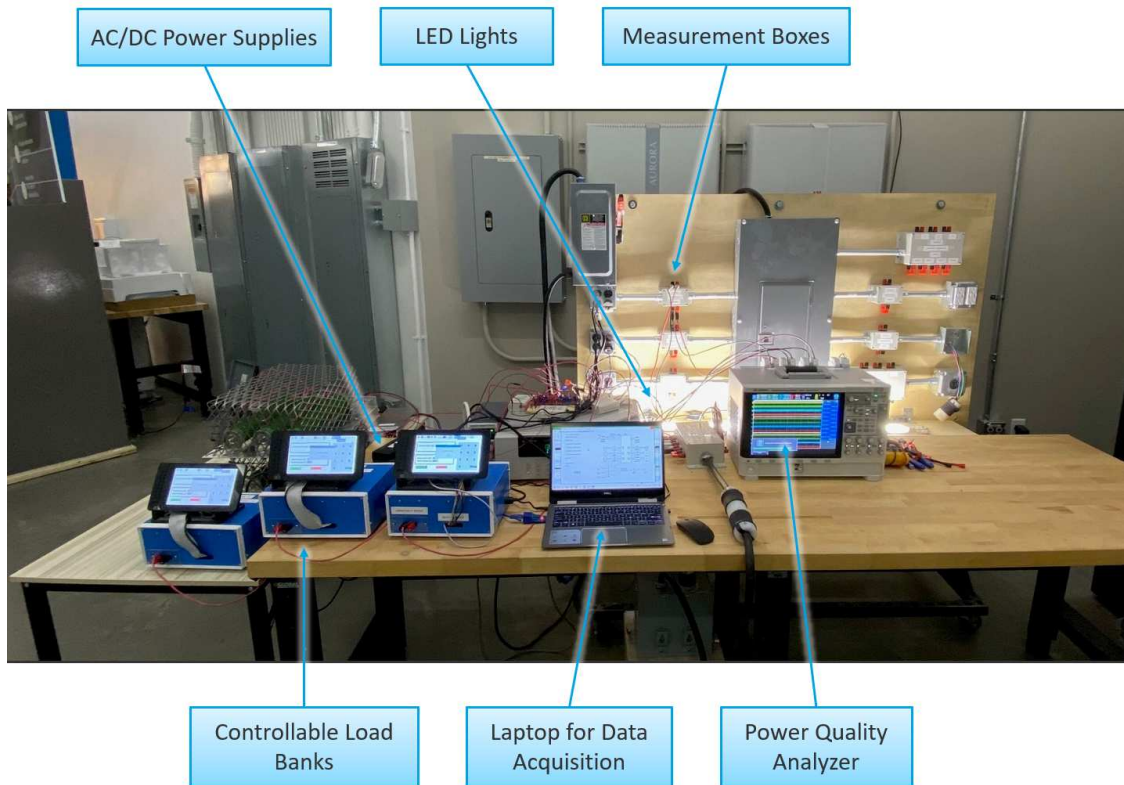 AC/DC Power Supplies
LED Lights
Measurement Boxes
AURORA
Controllable Load
Banks
Laptop for Data
Acquisition
Power Quality
Analyzer